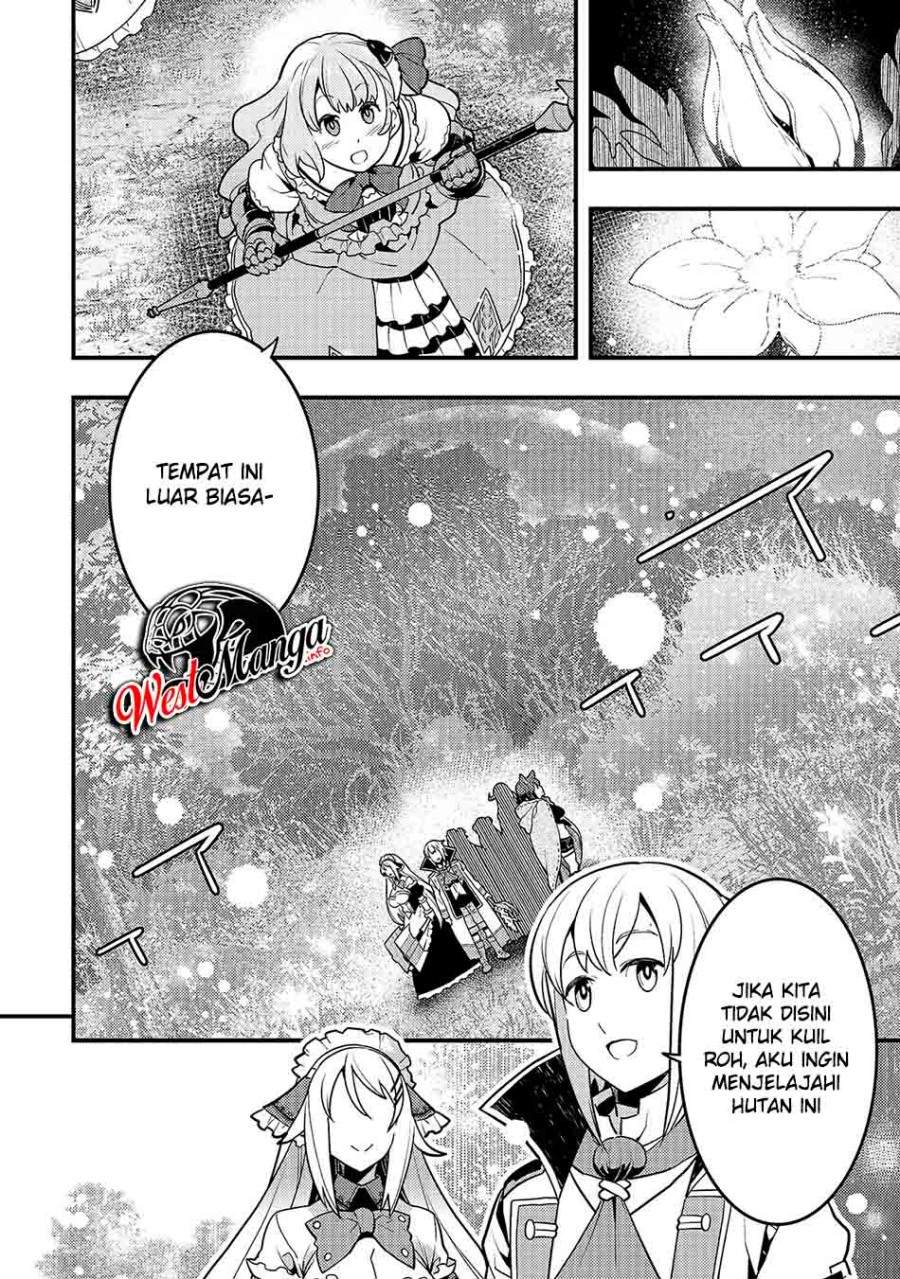 TEMPAT INI
LUAR BIASA-
WestManga
.info
JIKA KITA
TIDAK DISINI
UNTUK KUIL
ROH, AKU INGIN
MENJELAJAHI
HUTAN INI